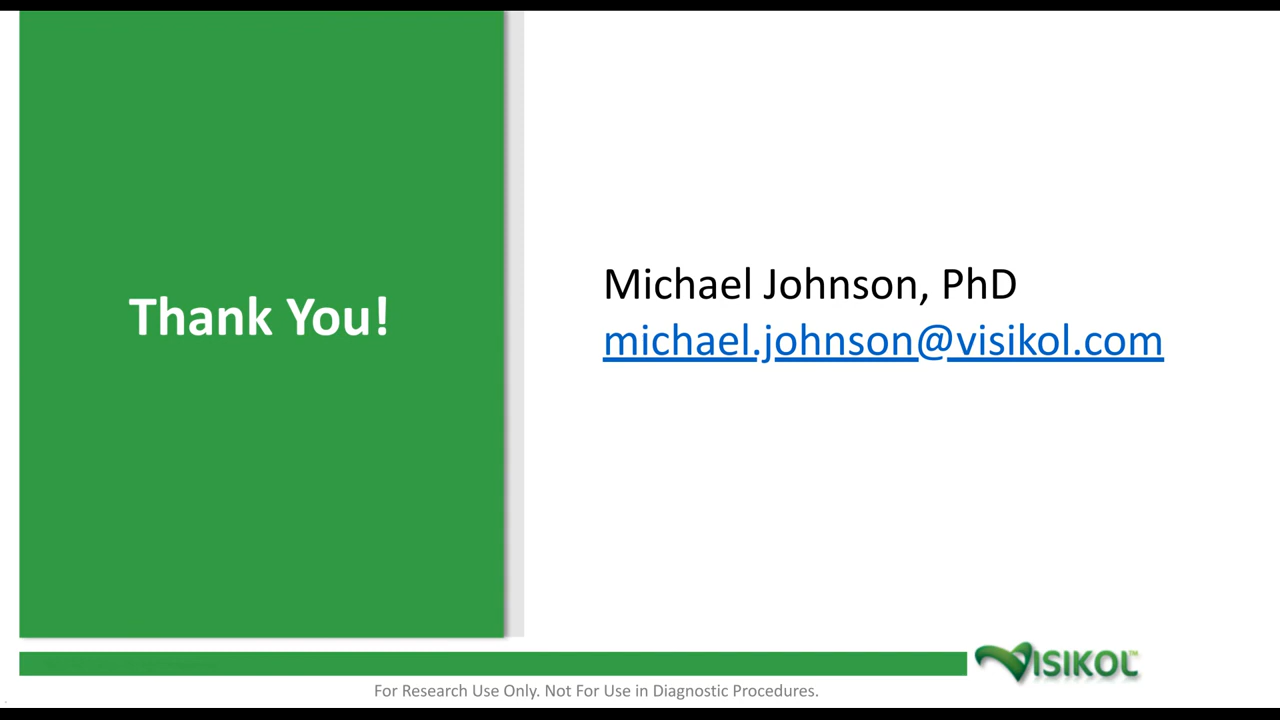 Thank You!
Michael Johnson, PhD
michael.johnson@visikol.com
VISIKOL™
For Research Use Only. Not For Use in Diagnostic Procedures.